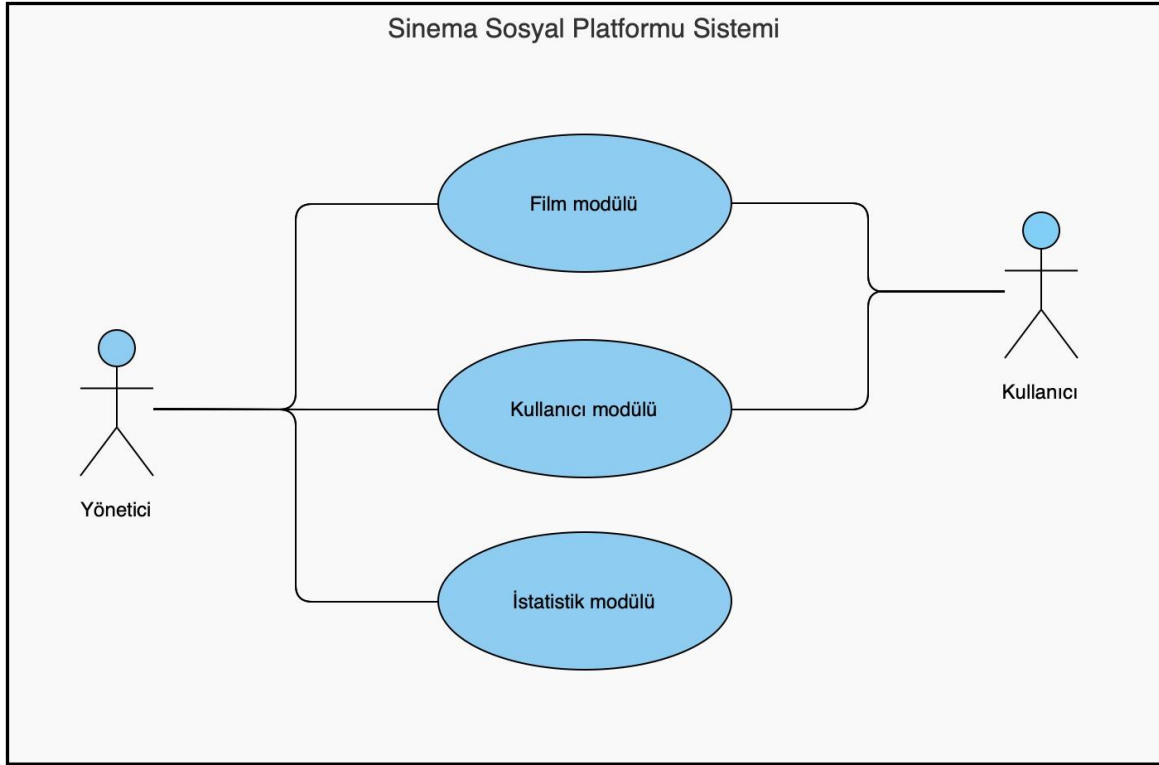 Sinema Sosyal Platformu Sistemi
Film modülü
Kullanıcı
Kullanıcı modülü
Yönetici
İstatistik modülü